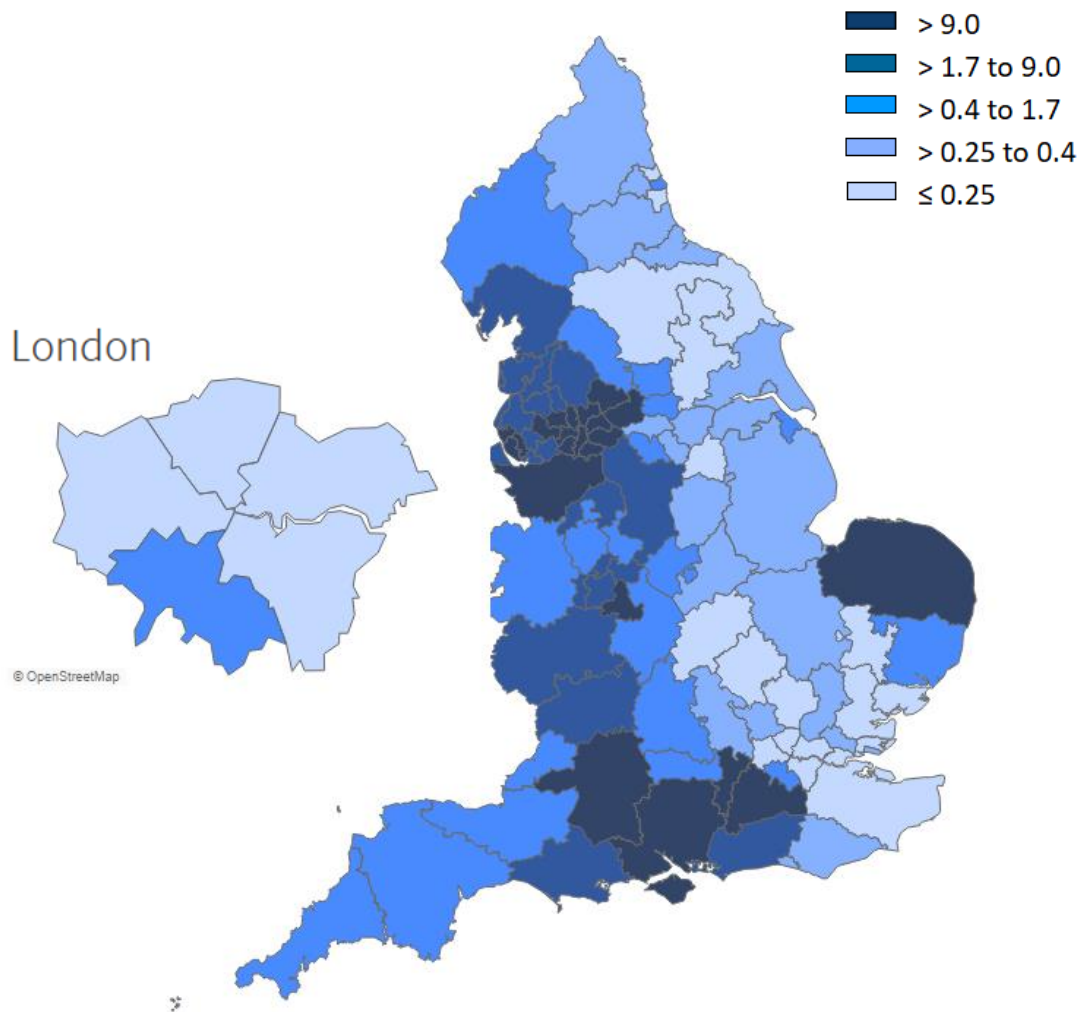 > 9.0
> 1.7 to 9.0
> 0.4 to 1.7
> 0.25 to 0.4
≤ 0.25
London
© OpenStreetMap